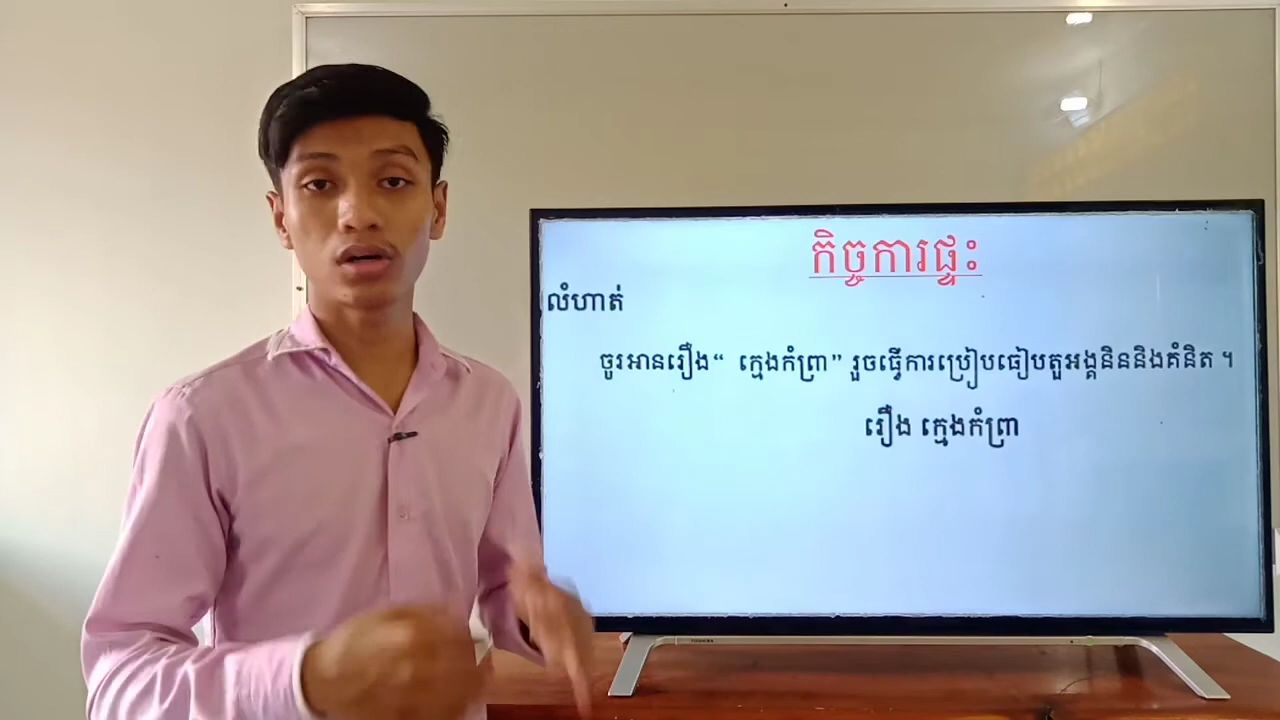 កិច្ចការផ្ទះ
លំហាត់
ចូរអានរឿង“ ក្មេងកំព្រា” រួចធ្វើការប្រៀបធៀបតួអង្គនិននិងគំនិត ។
រឿង ក្មេងកំព្រា
TOSHIBA